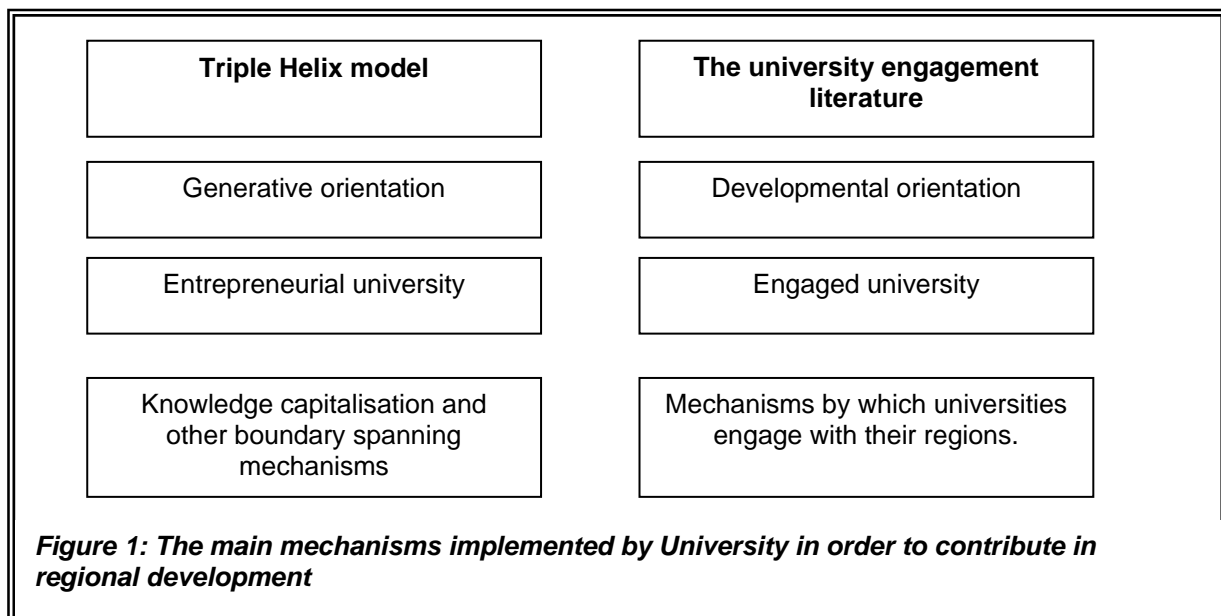 Triple Helix model
The university engagement
literature
Generative orientation
Developmental orientation
Entrepreneurial university
Engaged university
Knowledge capitalisation and
other boundary spanning
mechanisms
Mechanisms by which universities
engage with their regions.
Figure 1: The main mechanisms implemented by University in order to contribute in
regional development